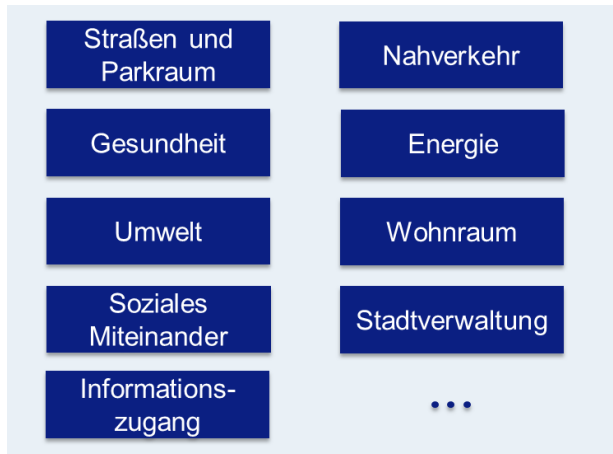 Straßen und
Parkraum
Nahverkehr
Gesundheit
Energie
Umwelt
Wohnraum
Soziales
Miteinander
Stadtverwaltung
Informations-
zugang
...